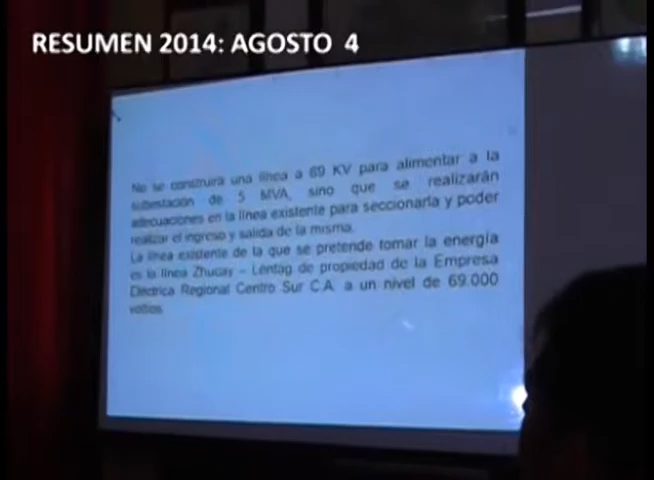 RESUMEN 2014: AGOSTO 4
No se construirá una línea a 69 KV para alimentar a la
subestación de 5 MVA, sino que se realizarán
adecuaciones en la línea existente para seccionarla y poder
realizar el ingreso y salida de la misma.
La línea existente de la que se pretende tomar la energía
es la línea Zhucay – Léntag de propiedad de la Empresa
Eléctrica Regional Centro Sur C.A. a un nivel de 69.000
voltios.